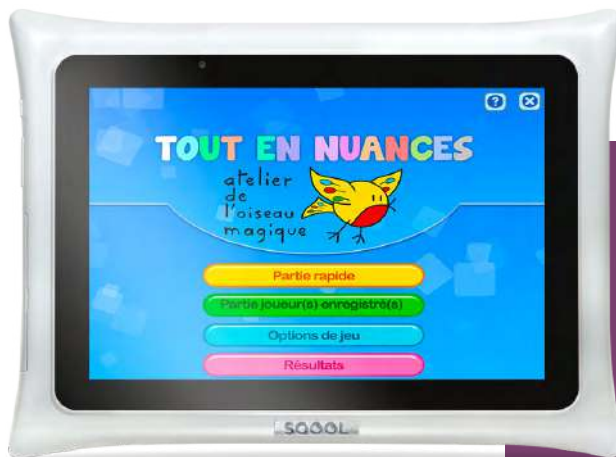 ? X
TOUT EN NUANCES
atelier
de
l'oiseau
magique
Partie rapide
Partie joueur(s) enregistré(s)
Options de jeu
Résultats
SQOOL